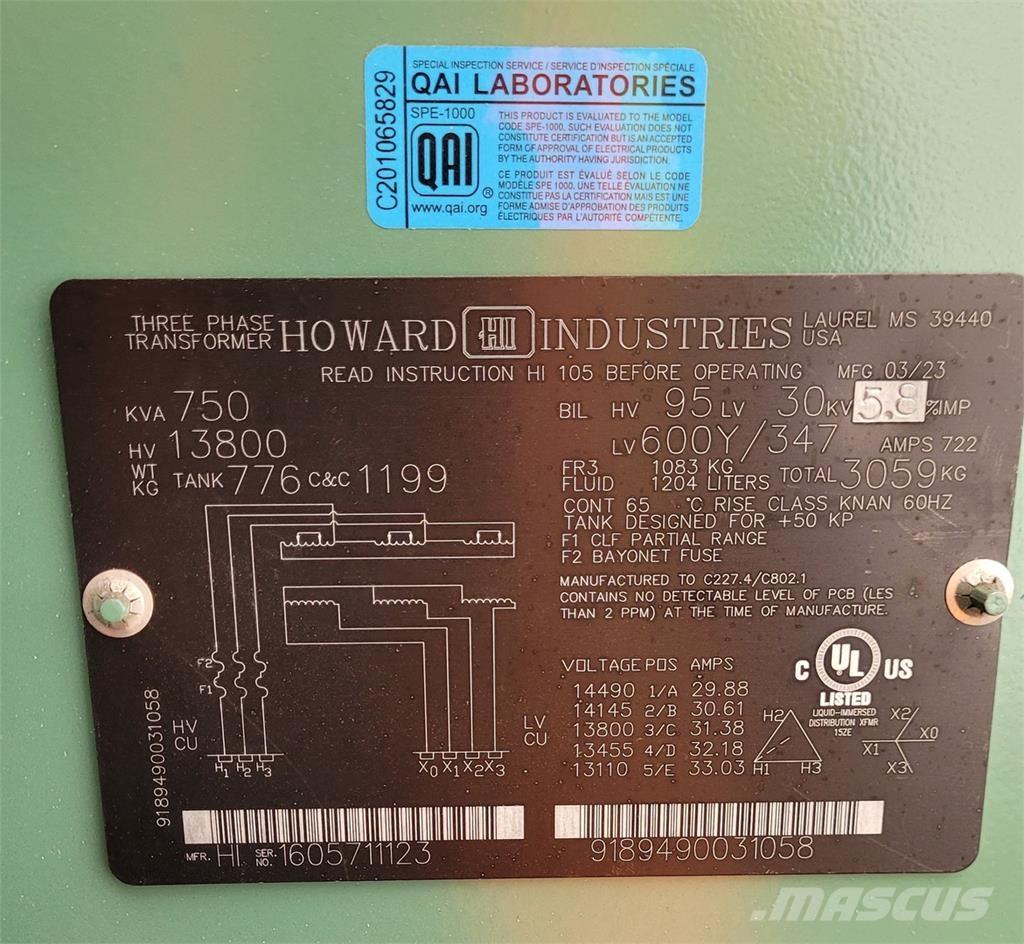 C201065829
SPECIAL INSPECTION SERVICE / SERVICE D'INSPECTION SPÉCIALE
QAI LABORATORIES
SPE-1000
QAI
®
www.qai.org
THIS PRODUCT IS EVALUATED TO THE MODEL
CODE SPE-1000. SUCH EVALUATION DOES NOT
CONSTITUTE CERTIFICATION BUT IS AN ACCEPTED
FORM OF APPROVAL OF ELECTRICAL PRODUCTS
BY THE AUTHORITY HAVING JURISDICTION.
CE PRODUIT EST ÉVALUÉ SELON LE CODE
MODÈLE SPE 1000. UNE TELLE ÉVALUATION NE
CONSTITUE PAS LA CERTIFICATION MAIS EST UNE
FORME ADMISE D'APPROBATION DES PRODUITS
ÉLECTRIQUES PAR L'AUTORITÉ COMPÉTENTE.
THREE PHASE
TRANSFORMER
HOWARD HI INDUSTRIES
LAUREL MS 39440
USA
READ INSTRUCTION HI 105 BEFORE OPERATING MFG 03/23
KVA 750
BIL HV 95 LV 30KV 5.8 %IMP
HV 13800
LV 600Y/347 AMPS 722
WT
KG
TANK 776 C&C 1199
FR3
FLUID
1083 KG
1204 LITERS
TOTAL 3059 KG
CONT 65 °C RISE CLASS KNAN 60HZ
TANK DESIGNED FOR +50 KP
F1 CLF PARTIAL RANGE
F2 BAYONET FUSE
MANUFACTURED TO C227.4/C802.1
CONTAINS NO DETECTABLE LEVEL OF PCB (LES
THAN 2 PPM) AT THE TIME OF MANUFACTURE.
F2
F1
HV
CU
H1 H2 H3
LV
CU
X0 X1 X2 X3
VOLTAGE POS AMPS
14490 1/A 29.88
14145 2/B 30.61
13800 3/C 31.38
13455 4/D 32.18
13110 5/E 33.03
C UL US
LISTED
LIQUID-IMMERSED
DISTRIBUTION XFMR
15ZE
H2
H1 H3
X2
X0
X1
X3
9189490031058
MFR. HI SER. NO. 1605711123
9189490031058
MASCUS